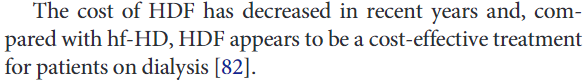 The cost of HDF has decreased in recent years and, com-
pared with hf-HD, HDF appears to be a cost-effective treatment
for patients on dialysis [82].